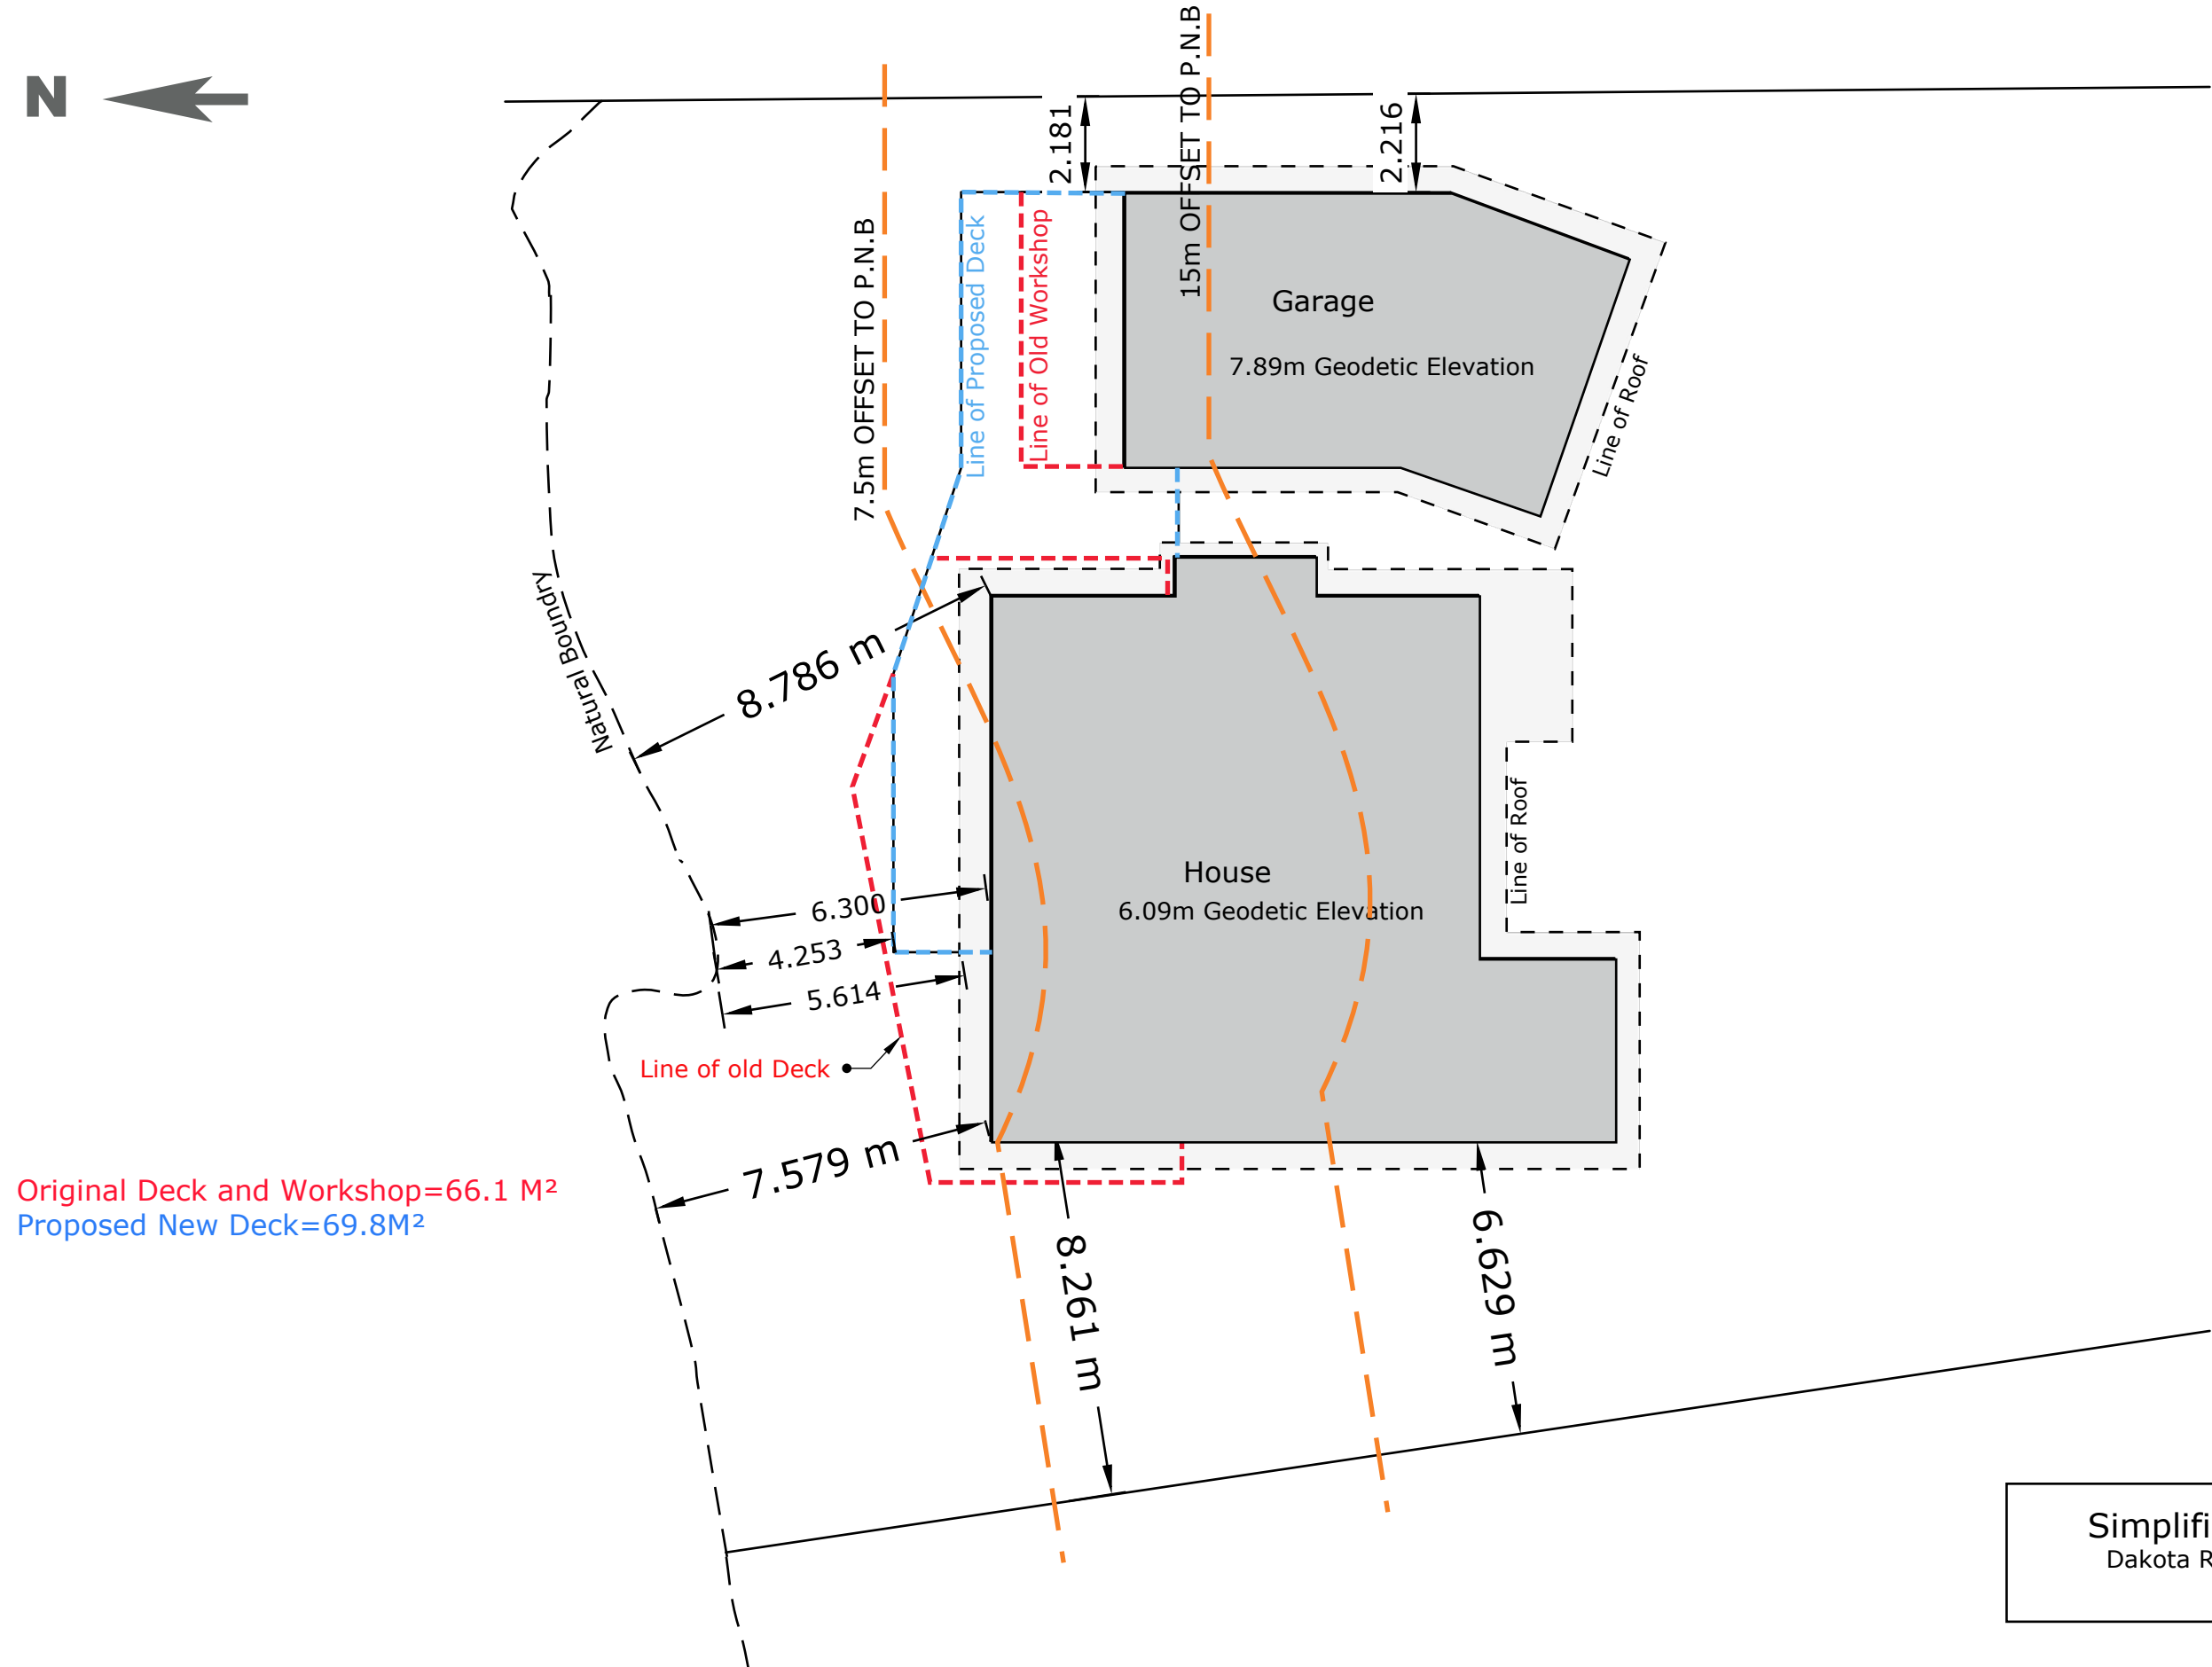 N
15m OFFSET TO P.N.B
2.181
2.216
7.5m OFFSET TO P.N.B
Line of Proposed Deck
Line of Old Workshop
Garage
7.89m Geodetic Elevation
Line of Roof
Natural Boundry
8.786 m
House
6.09m Geodetic Elevation
Line of Roof
6.300
4.253
5.614
Line of old Deck
7.579 m
Original Deck and Workshop=66.1 M²
Proposed New Deck=69.8M²
8.261 m
6.629 m
Simplifi
Dakota R